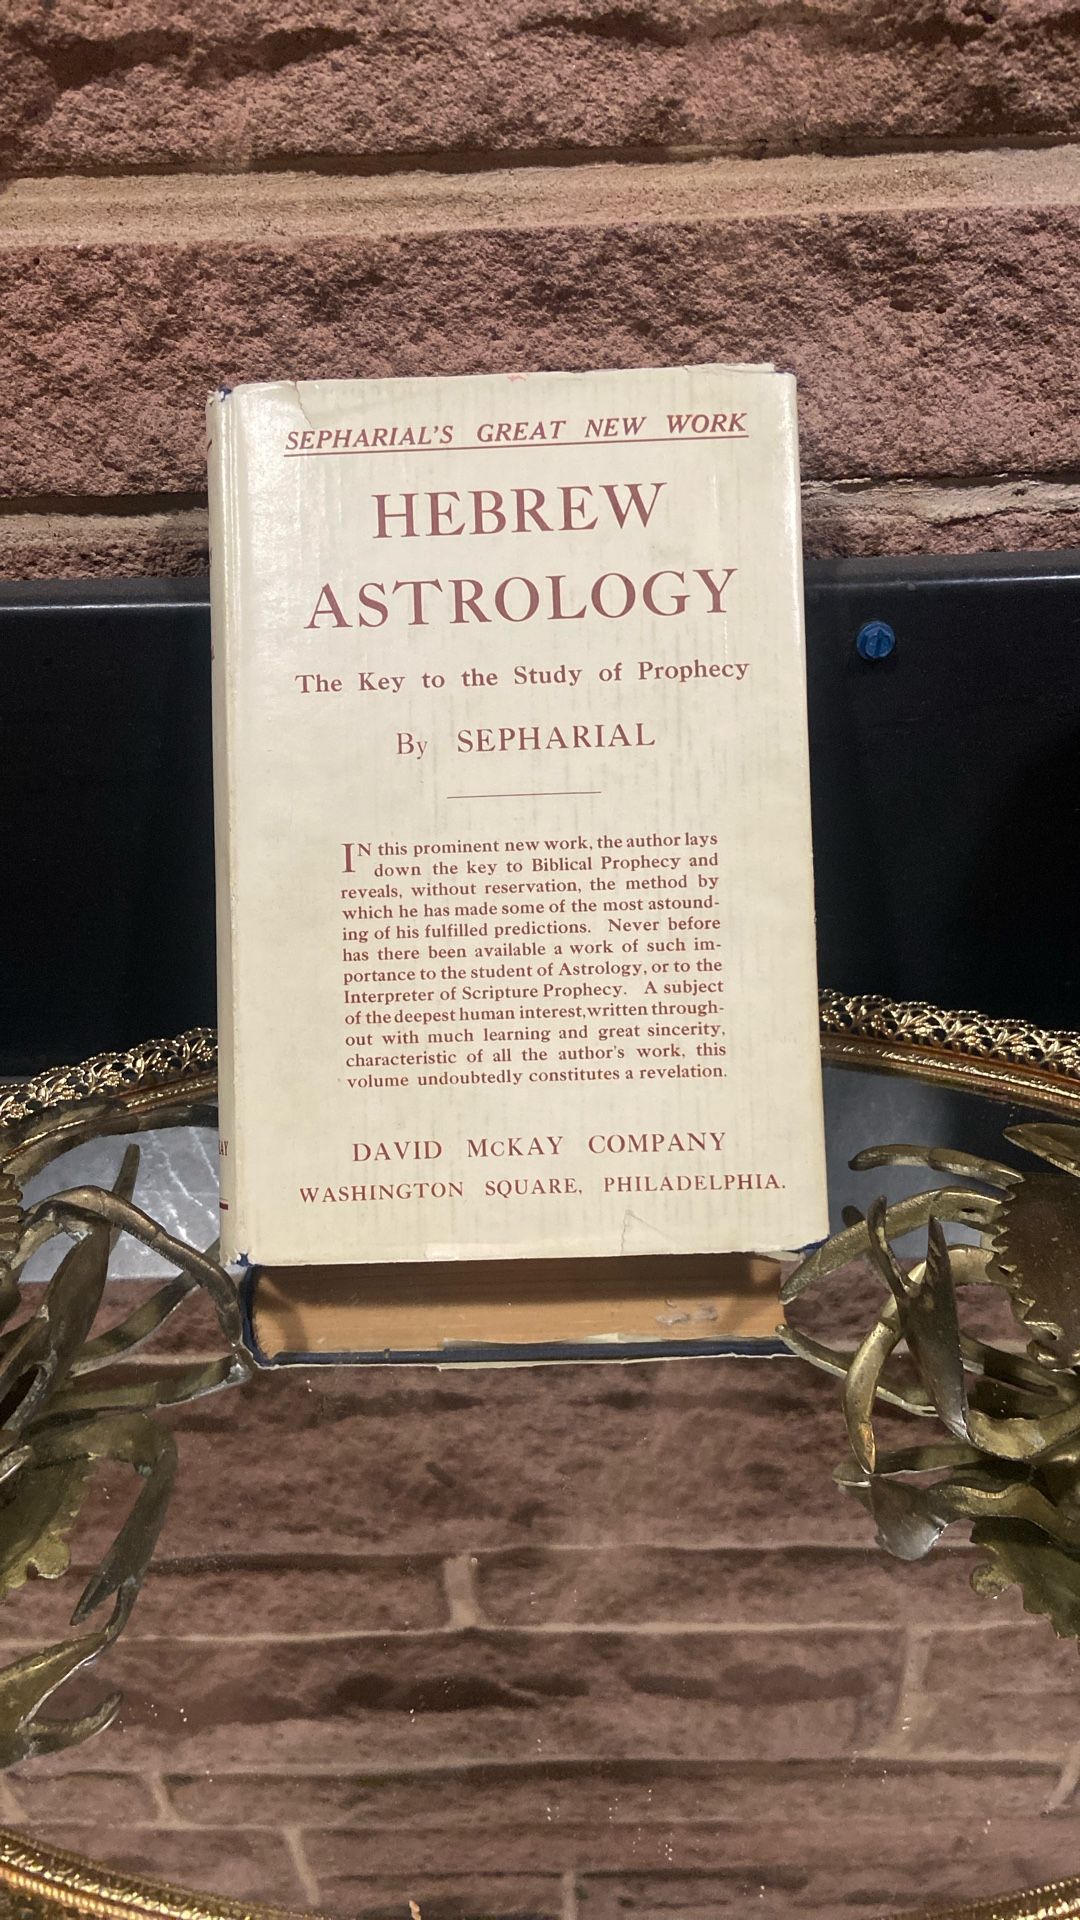 SEPHARIAL'S GREAT NEW WORK
HEBREW
ASTROLOGY
The Key to the Study of Prophecy
By SEPHARIAL
IN this prominent new work, the author lays
down the key to Biblical Prophecy and
reveals, without reservation, the method by
which he has made some of the most astound-
ing of his fulfilled predictions. Never before
has there been available a work of such im-
portance to the student of Astrology, or to the
Interpreter of Scripture Prophecy. A subject
of the deepest human interest, written through-
out with much learning and great sincerity,
characteristic of all the author's work, this
volume undoubtedly constitutes a revelation.
DAVID McKAY COMPANY
WASHINGTON SQUARE, PHILADELPHIA.